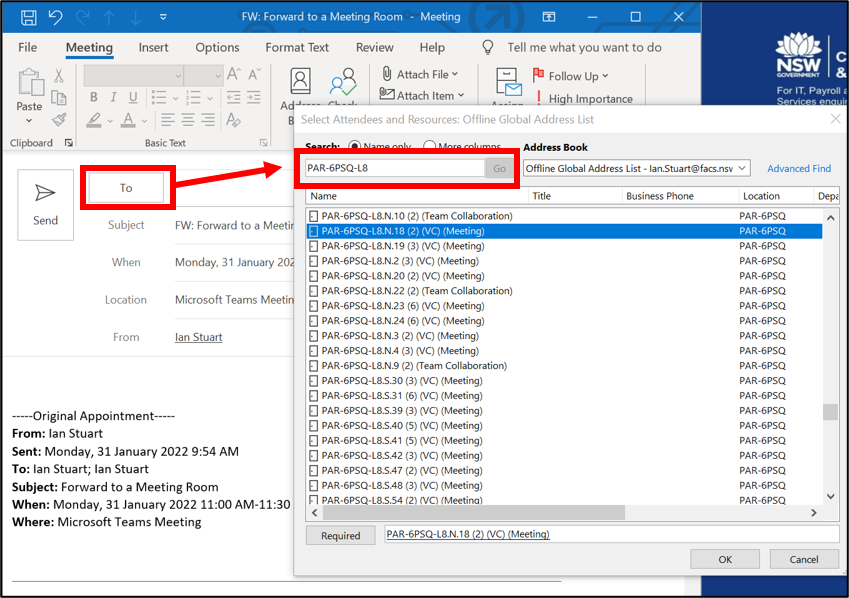 FW: Forward to a Meeting Room - Meeting
File Meeting Insert Options Format Text Review Help Tell me what you want to do
Paste
B I U
A A
A
Attach File
Attach Item
Follow Up
High Importance
Clipboard
Basic Text
NSW
GOVERNMENT
C
&
For IT, Payroll a
Services enquir
Send
To
Subject FW: Forward to a Meetin
When Monday, 31 January 202
Location Microsoft Teams Meetin
From Ian Stuart
-----Original Appointment-----
From: Ian Stuart
Sent: Monday, 31 January 2022 9:54 AM
To: Ian Stuart; Ian Stuart
Subject: Forward to a Meeting Room
When: Monday, 31 January 2022 11:00 AM-11:30
Where: Microsoft Teams Meeting
Select Attendees and Resources: Offline Global Address List
Search: Name only More columns Address Book
PAR-6PSQ-L8 Go Offline Global Address List - Ian.Stuart@facs.nsw Advanced Find
Name Title Business Phone Location Depa
PAR-6PSQ-L8.N.10 (2) (Team Collaboration) PAR-6PSQ
PAR-6PSQ-L8.N.18 (2) (VC) (Meeting) PAR-6PSQ
PAR-6PSQ-L8.N.19 (3) (VC) (Meeting) PAR-6PSQ
PAR-6PSQ-L8.N.2 (3) (VC) (Meeting) PAR-6PSQ
PAR-6PSQ-L8.N.20 (2) (VC) (Meeting) PAR-6PSQ
PAR-6PSQ-L8.N.22 (2) (Team Collaboration) PAR-6PSQ
PAR-6PSQ-L8.N.23 (6) (VC) (Meeting) PAR-6PSQ
PAR-6PSQ-L8.N.24 (6) (VC) (Meeting) PAR-6PSQ
PAR-6PSQ-L8.N.3 (2) (VC) (Meeting) PAR-6PSQ
PAR-6PSQ-L8.N.4 (3) (VC) (Meeting) PAR-6PSQ
PAR-6PSQ-L8.N.9 (2) (Team Collaboration) PAR-6PSQ
PAR-6PSQ-L8.S.30 (3) (VC) (Meeting) PAR-6PSQ
PAR-6PSQ-L8.S.31 (6) (VC) (Meeting) PAR-6PSQ
PAR-6PSQ-L8.S.39 (3) (VC) (Meeting) PAR-6PSQ
PAR-6PSQ-L8.S.40 (5) (VC) (Meeting) PAR-6PSQ
PAR-6PSQ-L8.S.41 (5) (VC) (Meeting) PAR-6PSQ
PAR-6PSQ-L8.S.42 (3) (VC) (Meeting) PAR-6PSQ
PAR-6PSQ-L8.S.47 (2) (VC) (Meeting) PAR-6PSQ
PAR-6PSQ-L8.S.48 (3) (VC) (Meeting) PAR-6PSQ
PAR-6PSQ-L8.S.54 (2) (VC) (Meeting) PAR-6PSQ
Required PAR-6PSQ-L8.N.18 (2) (VC) (Meeting)
OK Cancel